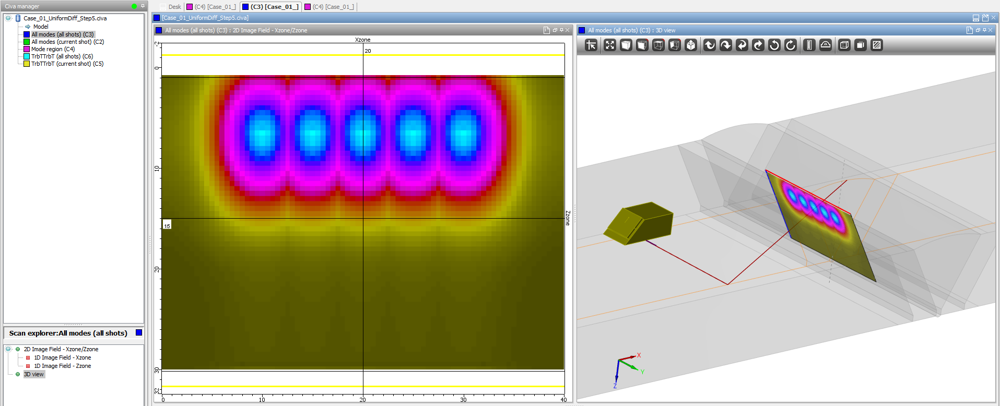 Civa manager
Case_01_UniformDiff_Step5.civa
Model
All modes (all shots) (C3)
All modes (current shot) (C2)
Mode region (C4)
TrbTTrbT (all shots) (C6)
TrbTTrbT (current shot) (C5)
Scan explorer:All modes (all shots)
2D Image Field - Xzone/Zzone
1D Image Field - Xzone
1D Image Field - Zzone
3D view
Desk
(C4) [Case_01_]
(C3) [Case_01_]
(C4) [Case_01_]
[Case_01_UniformDiff_Step5.civa]
All modes (all shots) (C3) : 2D Image Field - Xzone/Zzone
Xzone
20
-2
0
10
15
20
30
32
Zzone
0
10
20
30
40
All modes (all shots) (C3) : 3D view
X
Y
Z